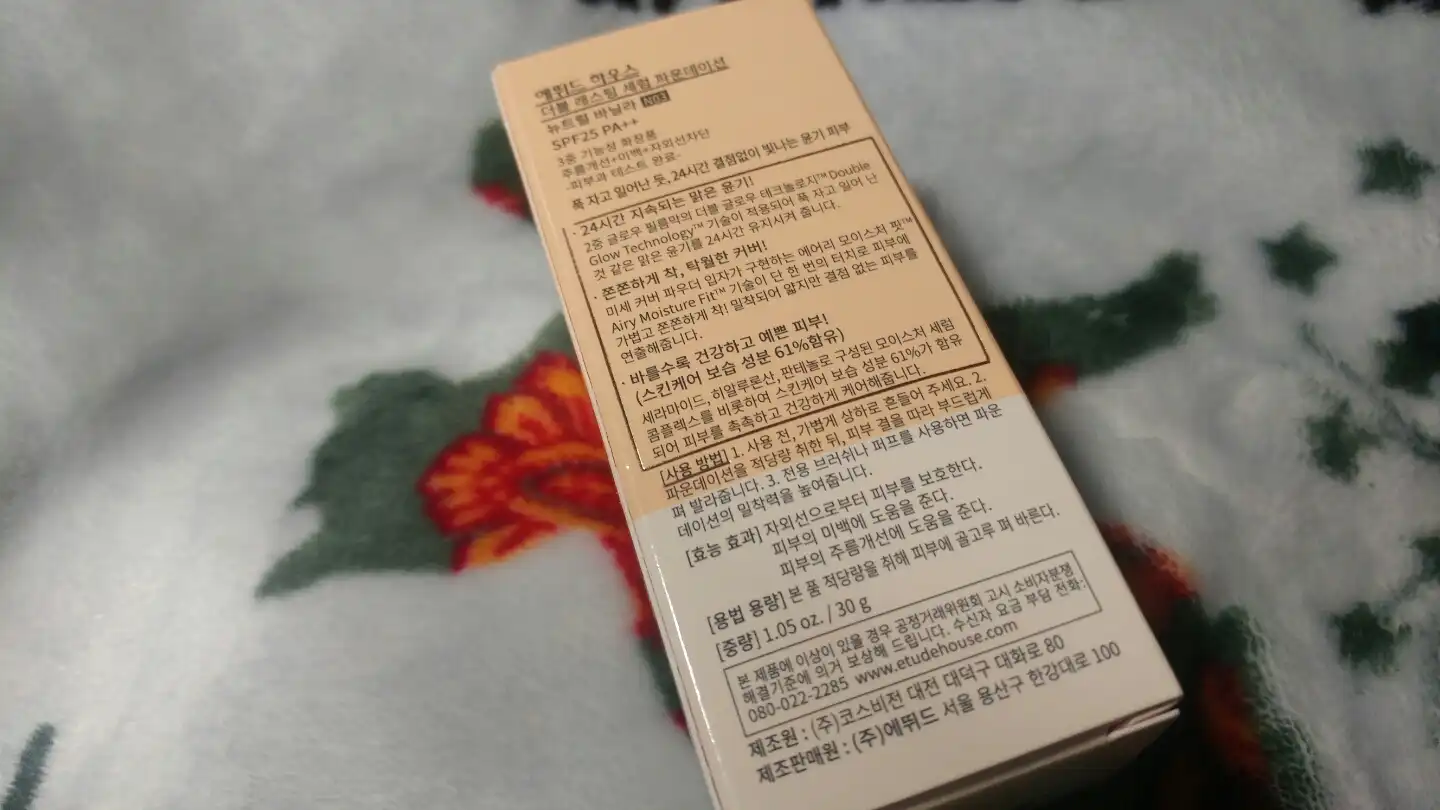 에뛰드 하우스
더블 래스팅 세럼 파운데이션
뉴트럴 바닐라 N03
SPF25 PA++
3중 기능성 화장품
주름개선+미백+자외선차단
-피부과 테스트 완료-
푹 자고 일어난 듯, 24시간 결점없이 빛나는 윤기 피부
· 24시간 지속되는 맑은 윤기!
2중 글로우 필름막의 더블 글로우 테크놀로지™Double
Glow Technology™ 기술이 적용되어 푹 자고 일어 난
것 같은 맑은 윤기를 24시간 유지시켜 줍니다.
· 쫀쫀하게 착, 탁월한 커버!
미세 커버 파우더 입자가 구현하는 에어리 모이스처 핏™
Airy Moisture Fit™ 기술이 단 한 번의 터치로 피부에
가볍고 쫀쫀하게 착! 밀착되어 얇지만 결점 없는 피부를
연출해줍니다.
· 바를수록 건강하고 예쁜 피부!
(스킨케어 보습 성분 61%함유)
세라마이드, 히알루론산, 판테놀로 구성된 모이스처 세럼
콤플렉스를 비롯하여 스킨케어 보습 성분 61%가 함유
되어 피부를 촉촉하고 건강하게 케어해줍니다.
[사용 방법] 1. 사용 전, 가볍게 상하로 흔들어 주세요. 2.
파운데이션을 적당량 취한 뒤, 피부 결을 따라 부드럽게
펴 발라줍니다. 3. 전용 브러쉬나 퍼프를 사용하면 파운
데이션의 밀착력을 높여줍니다.
[효능 효과] 자외선으로부터 피부를 보호한다.
피부의 미백에 도움을 준다.
피부의 주름개선에 도움을 준다.
[용법 용량] 본 품 적당량을 취해 피부에 골고루 펴 바른다.
[중량] 1.05 oz. / 30 g
본 제품에 이상이 있을 경우 공정거래위원회 고시 소비자분쟁
해결기준에 의거 보상해 드립니다. 수신자 요금 부담 전화:
080-022-2285 www.etudehouse.com
제조원 : (주)코스비전 대전 대덕구 대화로 80
제조판매원 : (주)에뛰드 서울 용산구 한강대로 100